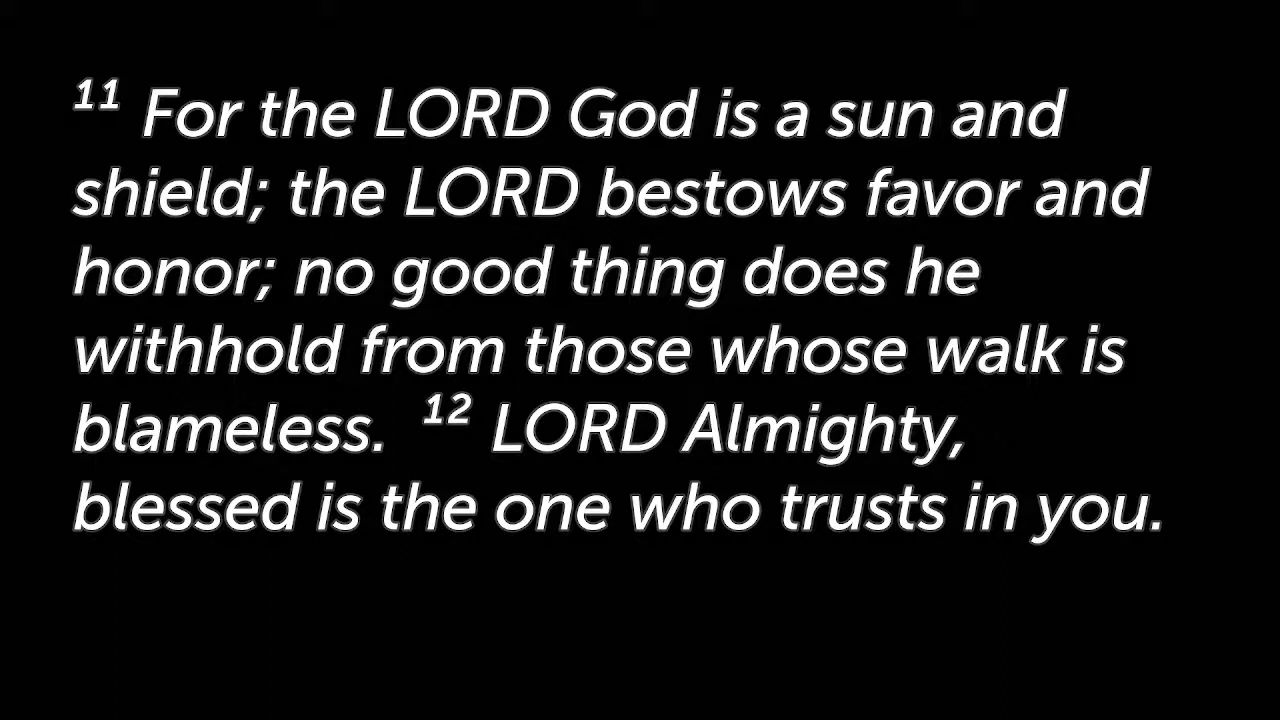 11 For the LORD God is a sun and
shield; the LORD bestows favor and
honor; no good thing does he
withhold from those whose walk is
blameless. 12 LORD Almighty,
blessed is the one who trusts in you.